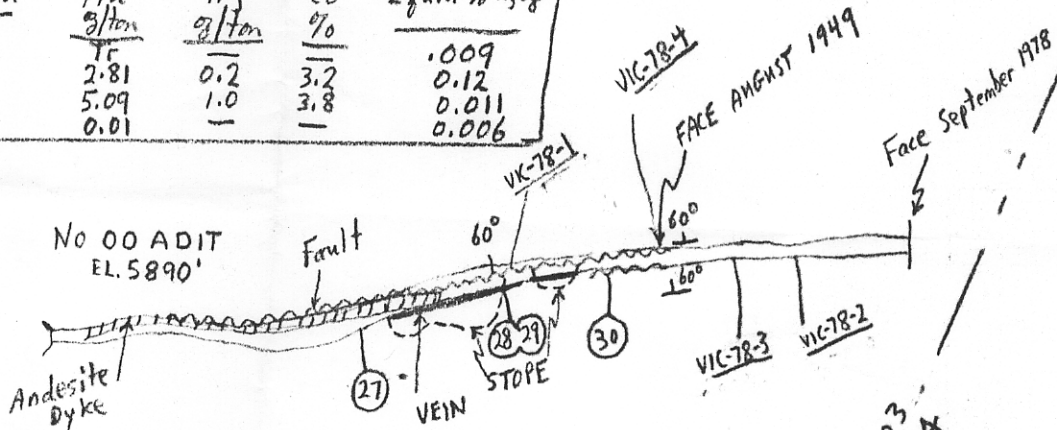 oz/ton oz/ton %
Tr — — .009
2.81 0.2 3.2 0.12
5.09 1.0 3.8 0.011
0.01 — — 0.006
VIC-78-4
FACE AUGUST 1949
Face September 1978
VIC-78-1
No 00 ADIT
EL. 5890'
Fault
60°
60°
60°
Andesite
Dyke
27
VEIN
28 29
STOPE
30
VIC-78-3
VIC-78-2